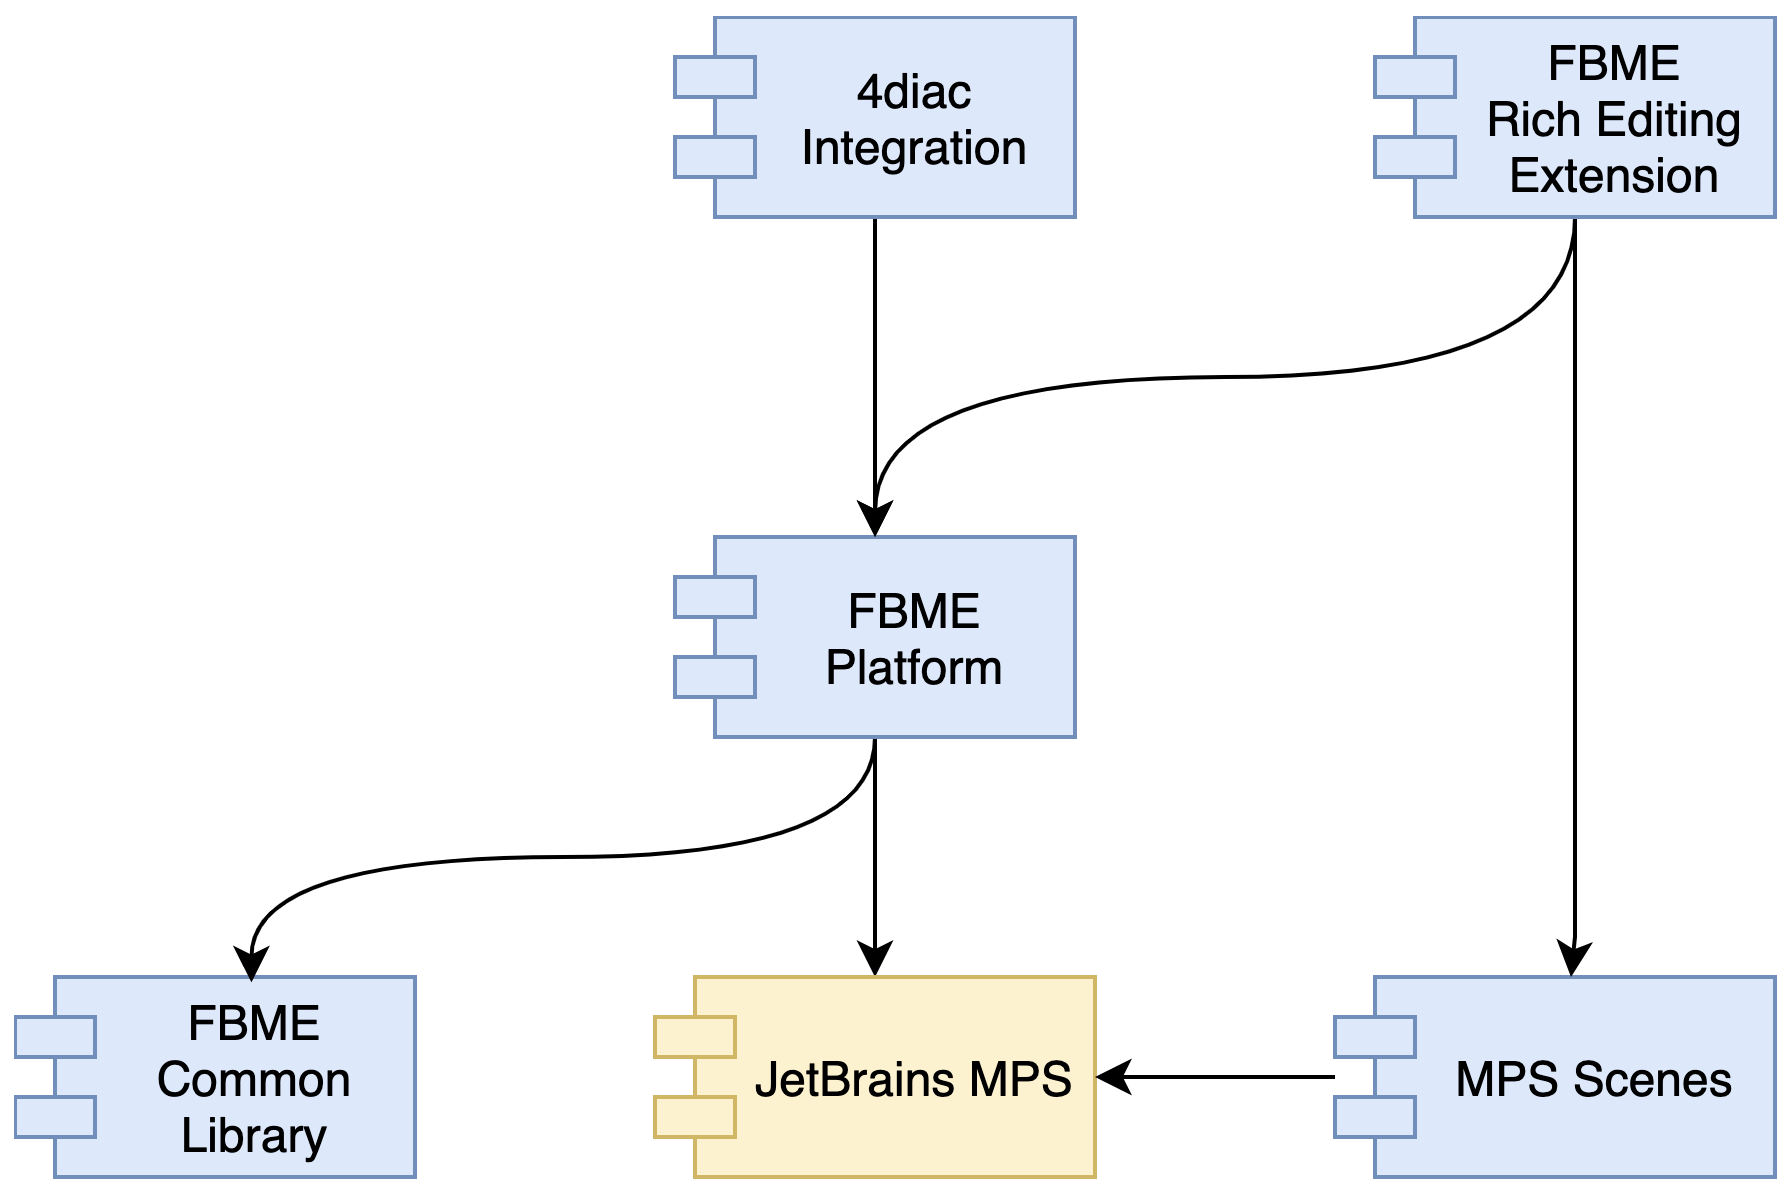 4diac
Integration
FBME
Rich Editing
Extension
FBME
Platform
FBME
Common
Library
JetBrains MPS
MPS Scenes